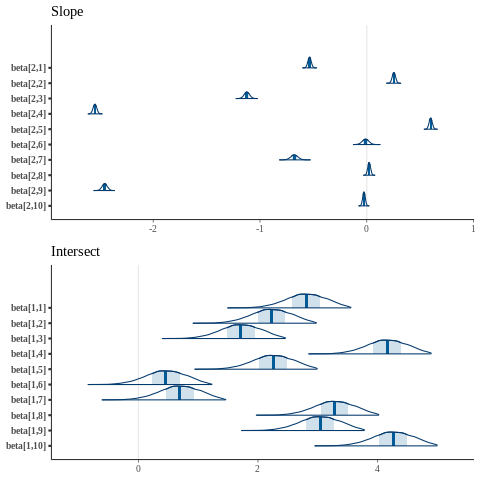 Slope
beta[2,1]
beta[2,2]
beta[2,3]
beta[2,4]
beta[2,5]
beta[2,6]
beta[2,7]
beta[2,8]
beta[2,9]
beta[2,10]
-2 -1 0 1
Intersect
beta[1,1]
beta[1,2]
beta[1,3]
beta[1,4]
beta[1,5]
beta[1,6]
beta[1,7]
beta[1,8]
beta[1,9]
beta[1,10]
0 2 4